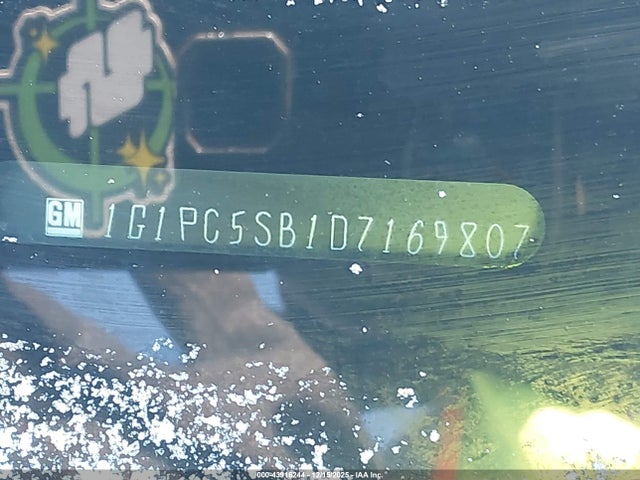 GM 1G1PC5SB1D7169807
000-43916244 - 12/15/2025 - IAA Inc.